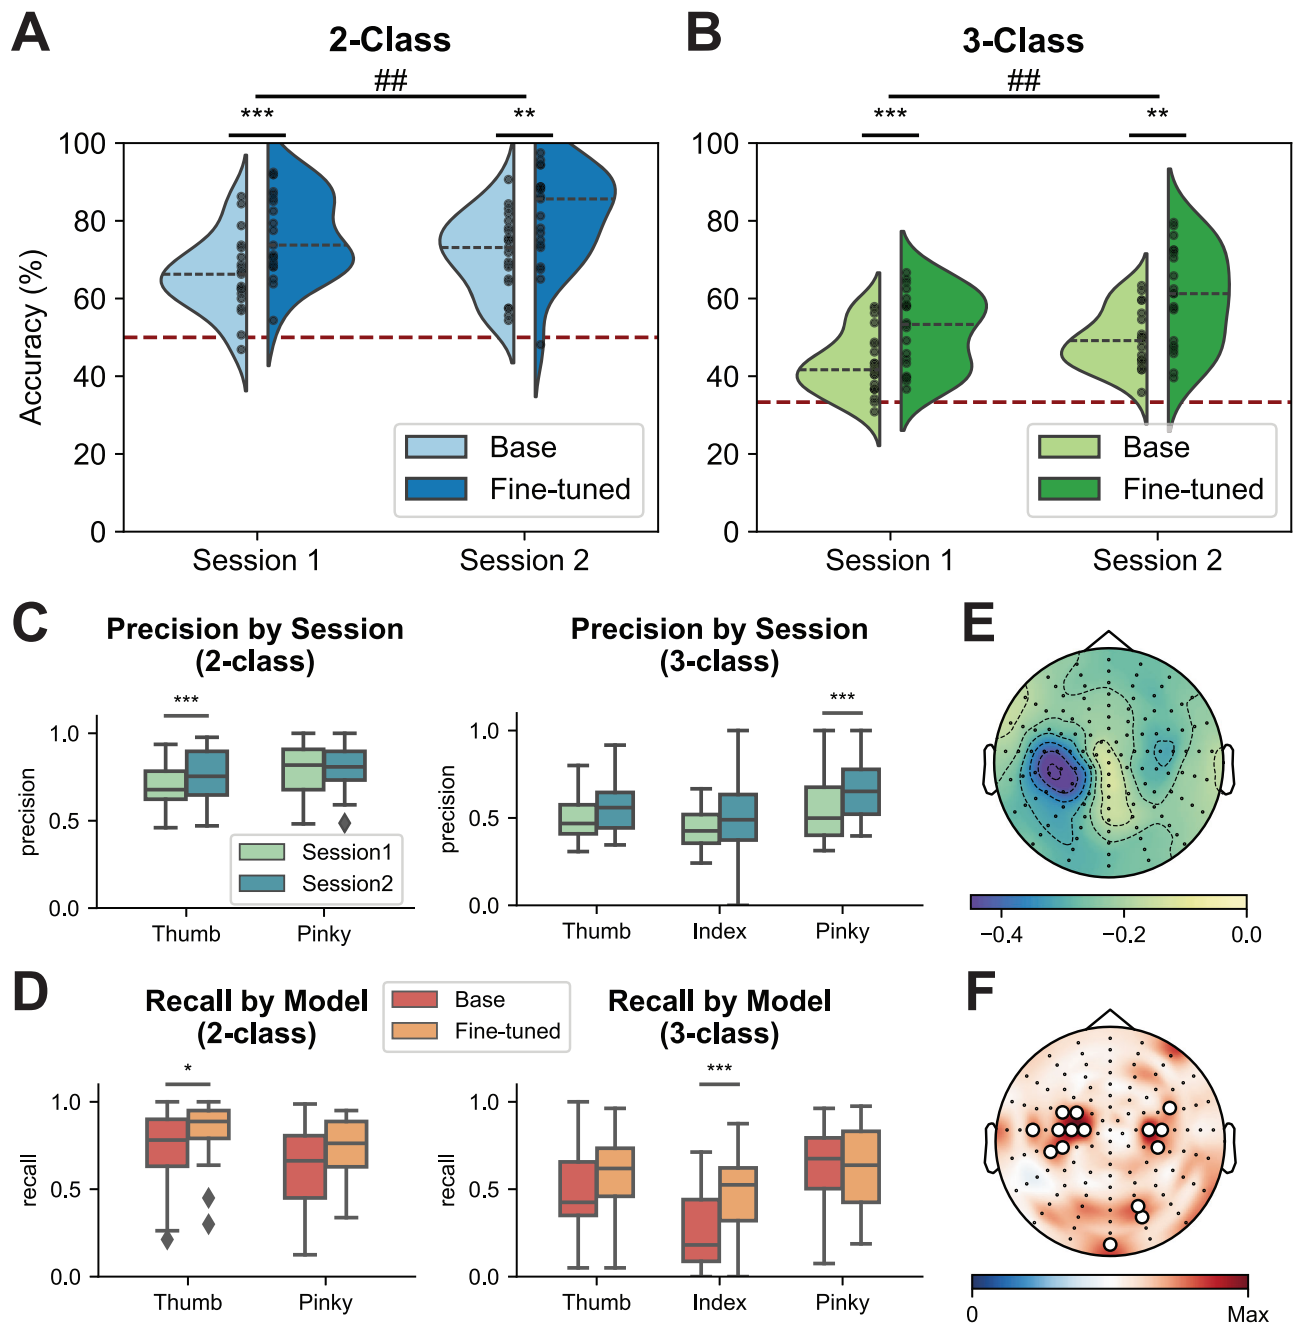 A
2-Class
##
***
**
100
80
60
40
20
0
Accuracy (%)
Base
Fine-tuned
Session 1
Session 2
B
3-Class
##
***
**
100
80
60
40
20
0
Base
Fine-tuned
Session 1
Session 2
C
Precision by Session
(2-class)
***
1.0
0.5
0.0
precision
Session1
Session2
Thumb
Pinky
Precision by Session
(3-class)
***
1.0
0.5
0.0
precision
Thumb
Index
Pinky
E
−0.4
−0.2
0.0
D
Recall by Model
(2-class)
Base
Fine-tuned
*
1.0
0.5
0.0
recall
Thumb
Pinky
Recall by Model
(3-class)
***
1.0
0.5
0.0
recall
Thumb
Index
Pinky
F
0
Max